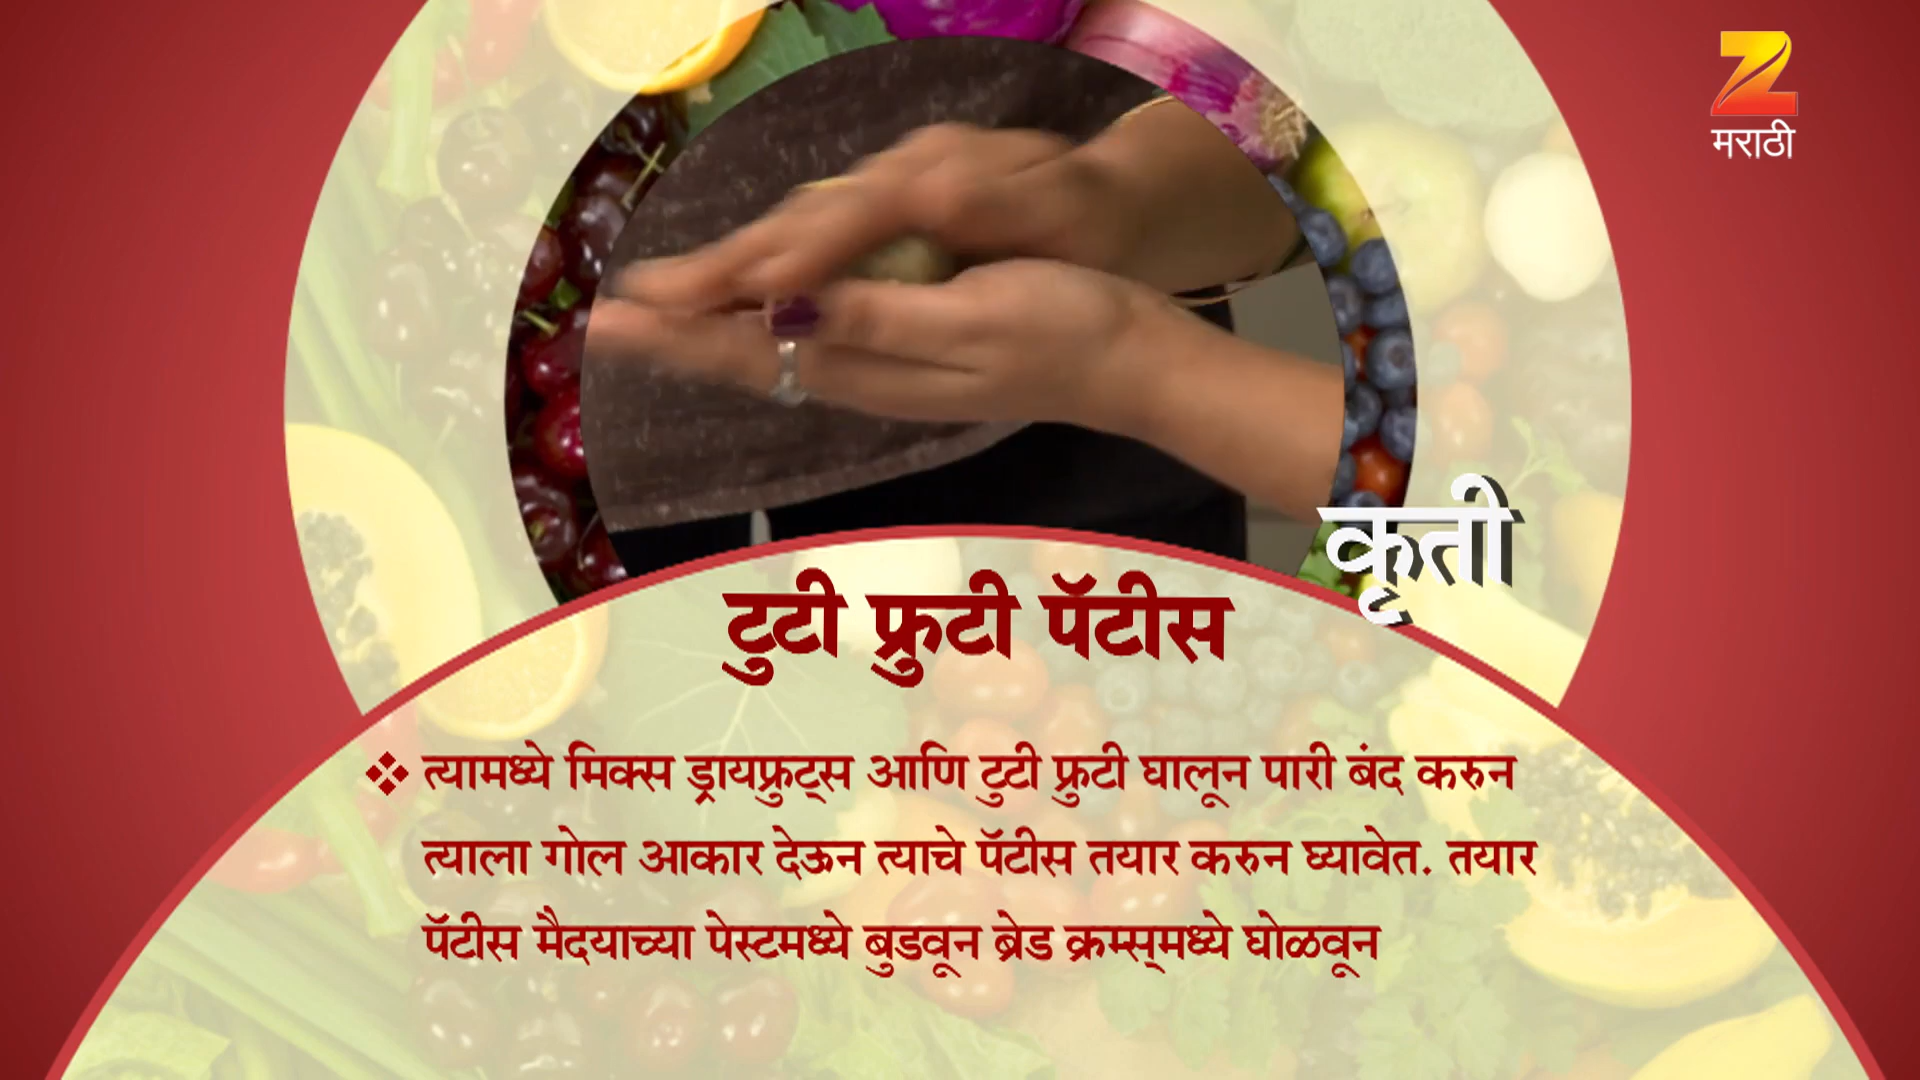 मराठी
कृती
टुटी फ्रुटी पॅटीस
त्यामध्ये मिक्स ड्रायफ्रुट्स आणि टुटी फ्रुटी घालून पारी बंद करुन
त्याला गोल आकार देऊन त्याचे पॅटीस तयार करुन घ्यावेत. तयार
पॅटीस मैदयाच्या पेस्टमध्ये बुडवून ब्रेड क्रम्स्‌मध्ये घोळवून